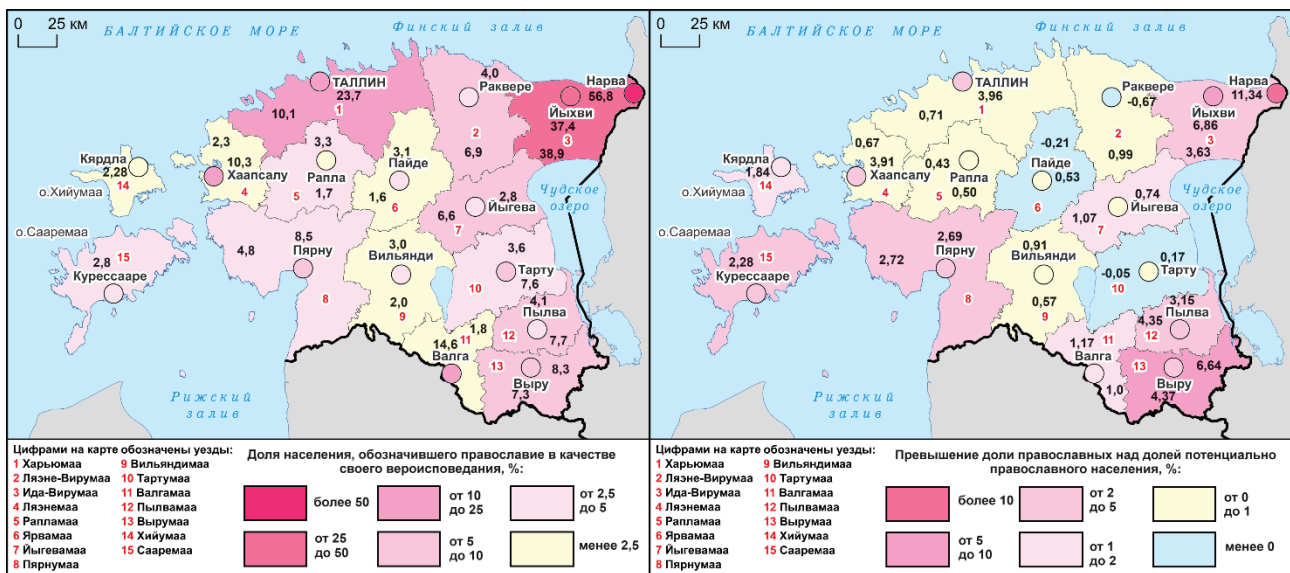 0 25 км
БАЛТИЙСКОЕ МОРЕ
Финский залив
ТАЛЛИН
23,7
1
10,1
4,0
Раквере
2
6,9
Нарва
56,8
Йыхви
37,4
3
38,9
2,3
10,3
Хаапсалу
4
Кярдла
2,28
14
о.Хийумаа
3,3
Рапла
5
1,7
3,1
Пайде
1,6
6
Чудское
озеро
2,8
Йыгева
6,6
7
о.Сааремаа
2,8
15
Курессааре
8,5
4,8
Пярну
8
3,0
Вильянди
2,0
9
3,6
Тарту
10
7,6
4,1
Пылва
12
7,7
1,8
11
14,6
Валга
13
8,3
Выру
7,3
Рижский
залив
Цифрами на карте обозначены уезды:
1 Харьюмаа
2 Ляэне-Вирумаа
3 Ида-Вирумаа
4 Ляэнемаа
5 Рапламаа
6 Ярвамаа
7 Йыгевамаа
8 Пярнумаа
9 Вильяндимаа
10 Тартумаа
11 Валгамаа
12 Пылвамаа
13 Вырумаа
14 Хийумаа
15 Сааремаа
Доля населения, обозначившего православие в качестве
своего вероисповедания, %:
более 50
от 25
до 50
от 10
до 25
от 5
до 10
от 2,5
до 5
менее 2,5
0 25 км
БАЛТИЙСКОЕ МОРЕ
Финский залив
ТАЛЛИН
3,96
1
0,71
Раквере
-0,67
2
0,99
Нарва
11,34
Йыхви
6,86
3
3,63
0,67
3,91
Хаапсалу
4
Кярдла
1,84
14
о.Хийумаа
0,43
Рапла
5
0,50
-0,21
Пайде
0,53
6
Чудское
озеро
0,74
Йыгева
1,07
7
о.Сааремаа
2,28
15
Курессааре
2,69
Пярну
2,72
8
0,91
Вильянди
0,57
9
0,17
-0,05
Тарту
10
3,15
Пылва
4,35
12
1,17
11
Валга
1,0
13
6,64
Выру
4,37
Рижский
залив
Цифрами на карте обозначены уезды:
1 Харьюмаа
2 Ляэне-Вирумаа
3 Ида-Вирумаа
4 Ляэнемаа
5 Рапламаа
6 Ярвамаа
7 Йыгевамаа
8 Пярнумаа
9 Вильяндимаа
10 Тартумаа
11 Валгамаа
12 Пылвамаа
13 Вырумаа
14 Хийумаа
15 Сааремаа
Превышение доли православных над долей потенциально
православного населения, %:
более 10
от 5
до 10
от 2
до 5
от 1
до 2
от 0
до 1
менее 0